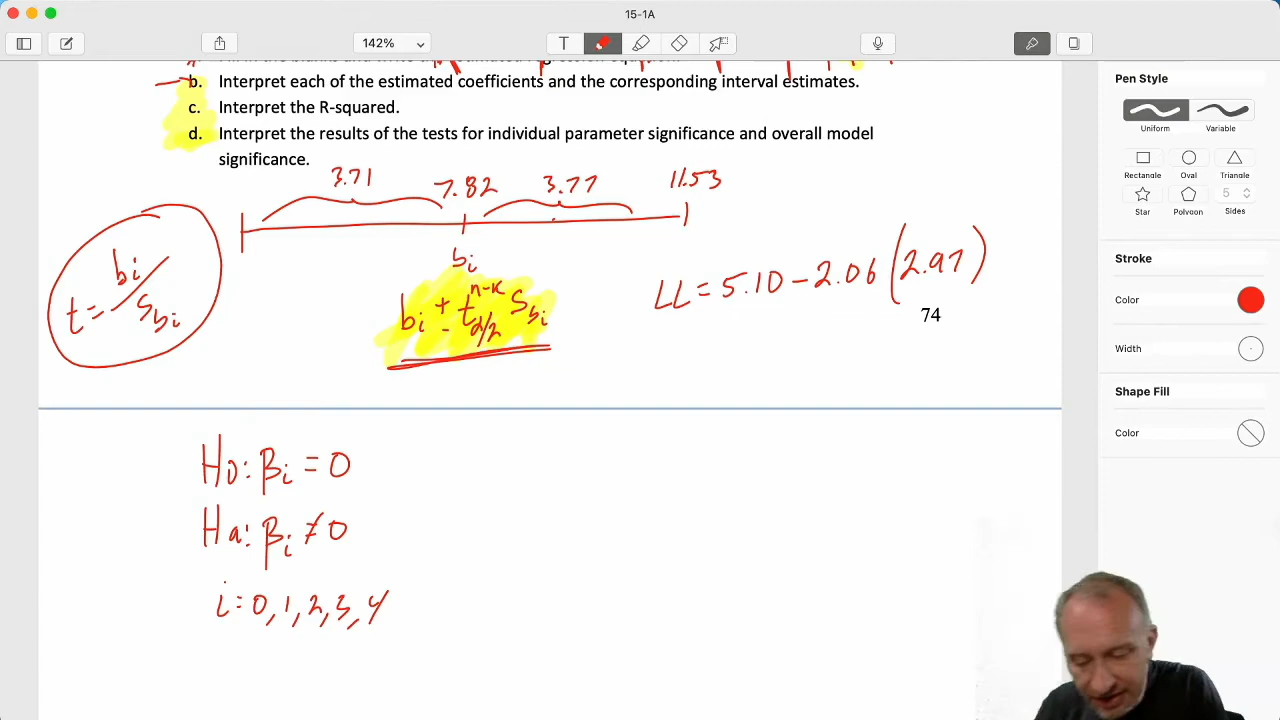 15-1A
142%
T
b. Interpret each of the estimated coefficients and the corresponding interval estimates.
c. Interpret the R-squared.
d. Interpret the results of the tests for individual parameter significance and overall model
significance.
3.71 7.82 3.77 11.53
bi
t = bi / Sbi
bi ± t n-k α/2 Sbi
LL = 5.10 - 2.06 (2.97)
74
H0: βi = 0
Ha: βi ≠ 0
i = 0, 1, 2, 3, 4
Pen Style
Uniform Variable
Rectangle Oval Triangle
Star Polygon 5 Sides
Stroke
Color
Width
Shape Fill
Color